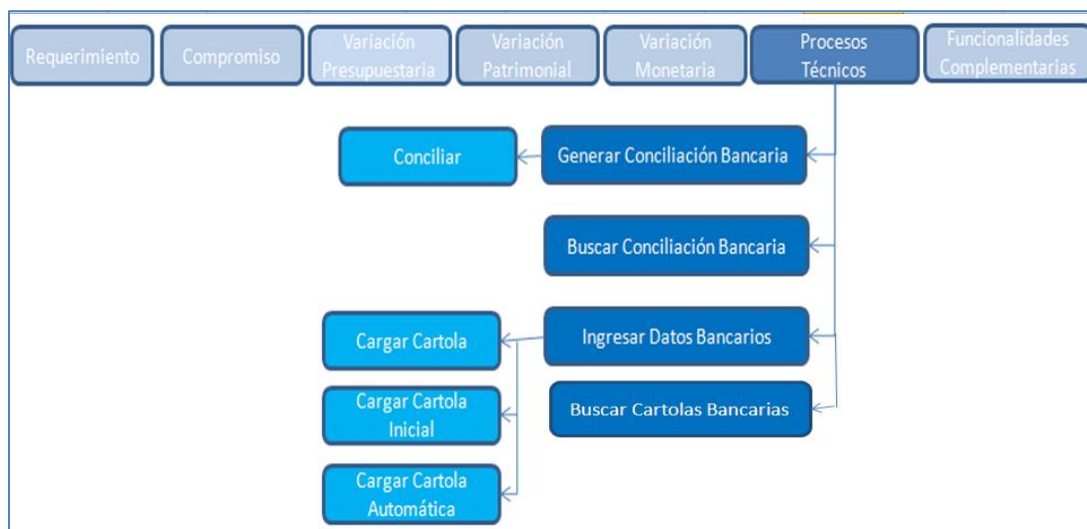 Requerimiento
Compromiso
Variación
Presupuestaria
Variación
Patrimonial
Variación
Monetaria
Procesos
Técnicos
Funcionalidades
Complementarias
Conciliar
Generar Conciliación Bancaria
Buscar Conciliación Bancaria
Cargar Cartola
Ingresar Datos Bancarios
Cargar Cartola
Inicial
Buscar Cartolas Bancarias
Cargar Cartola
Automática